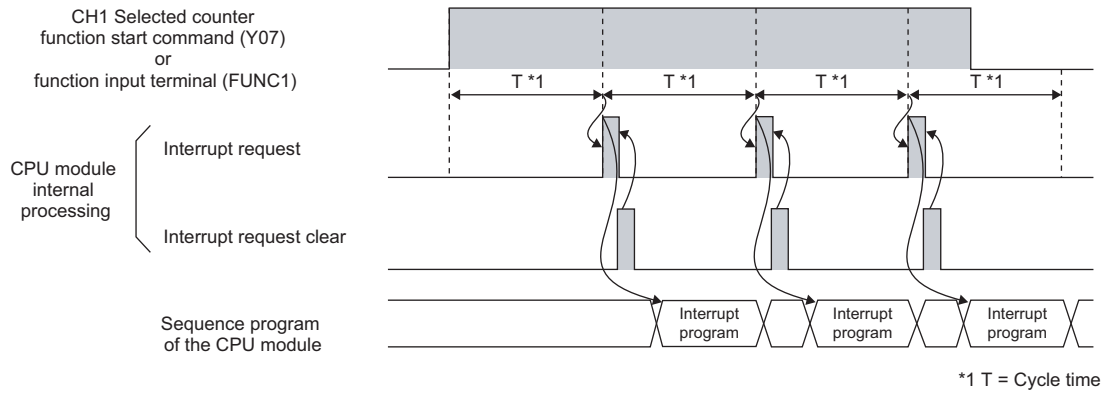 CH1 Selected counter
function start command (Y07)
or
function input terminal (FUNC1)
T *1
T *1
T *1
T *1
CPU module
internal
processing
Interrupt request
Interrupt request clear
Sequence program
of the CPU module
Interrupt
program
Interrupt
program
Interrupt
program
*1 T = Cycle time